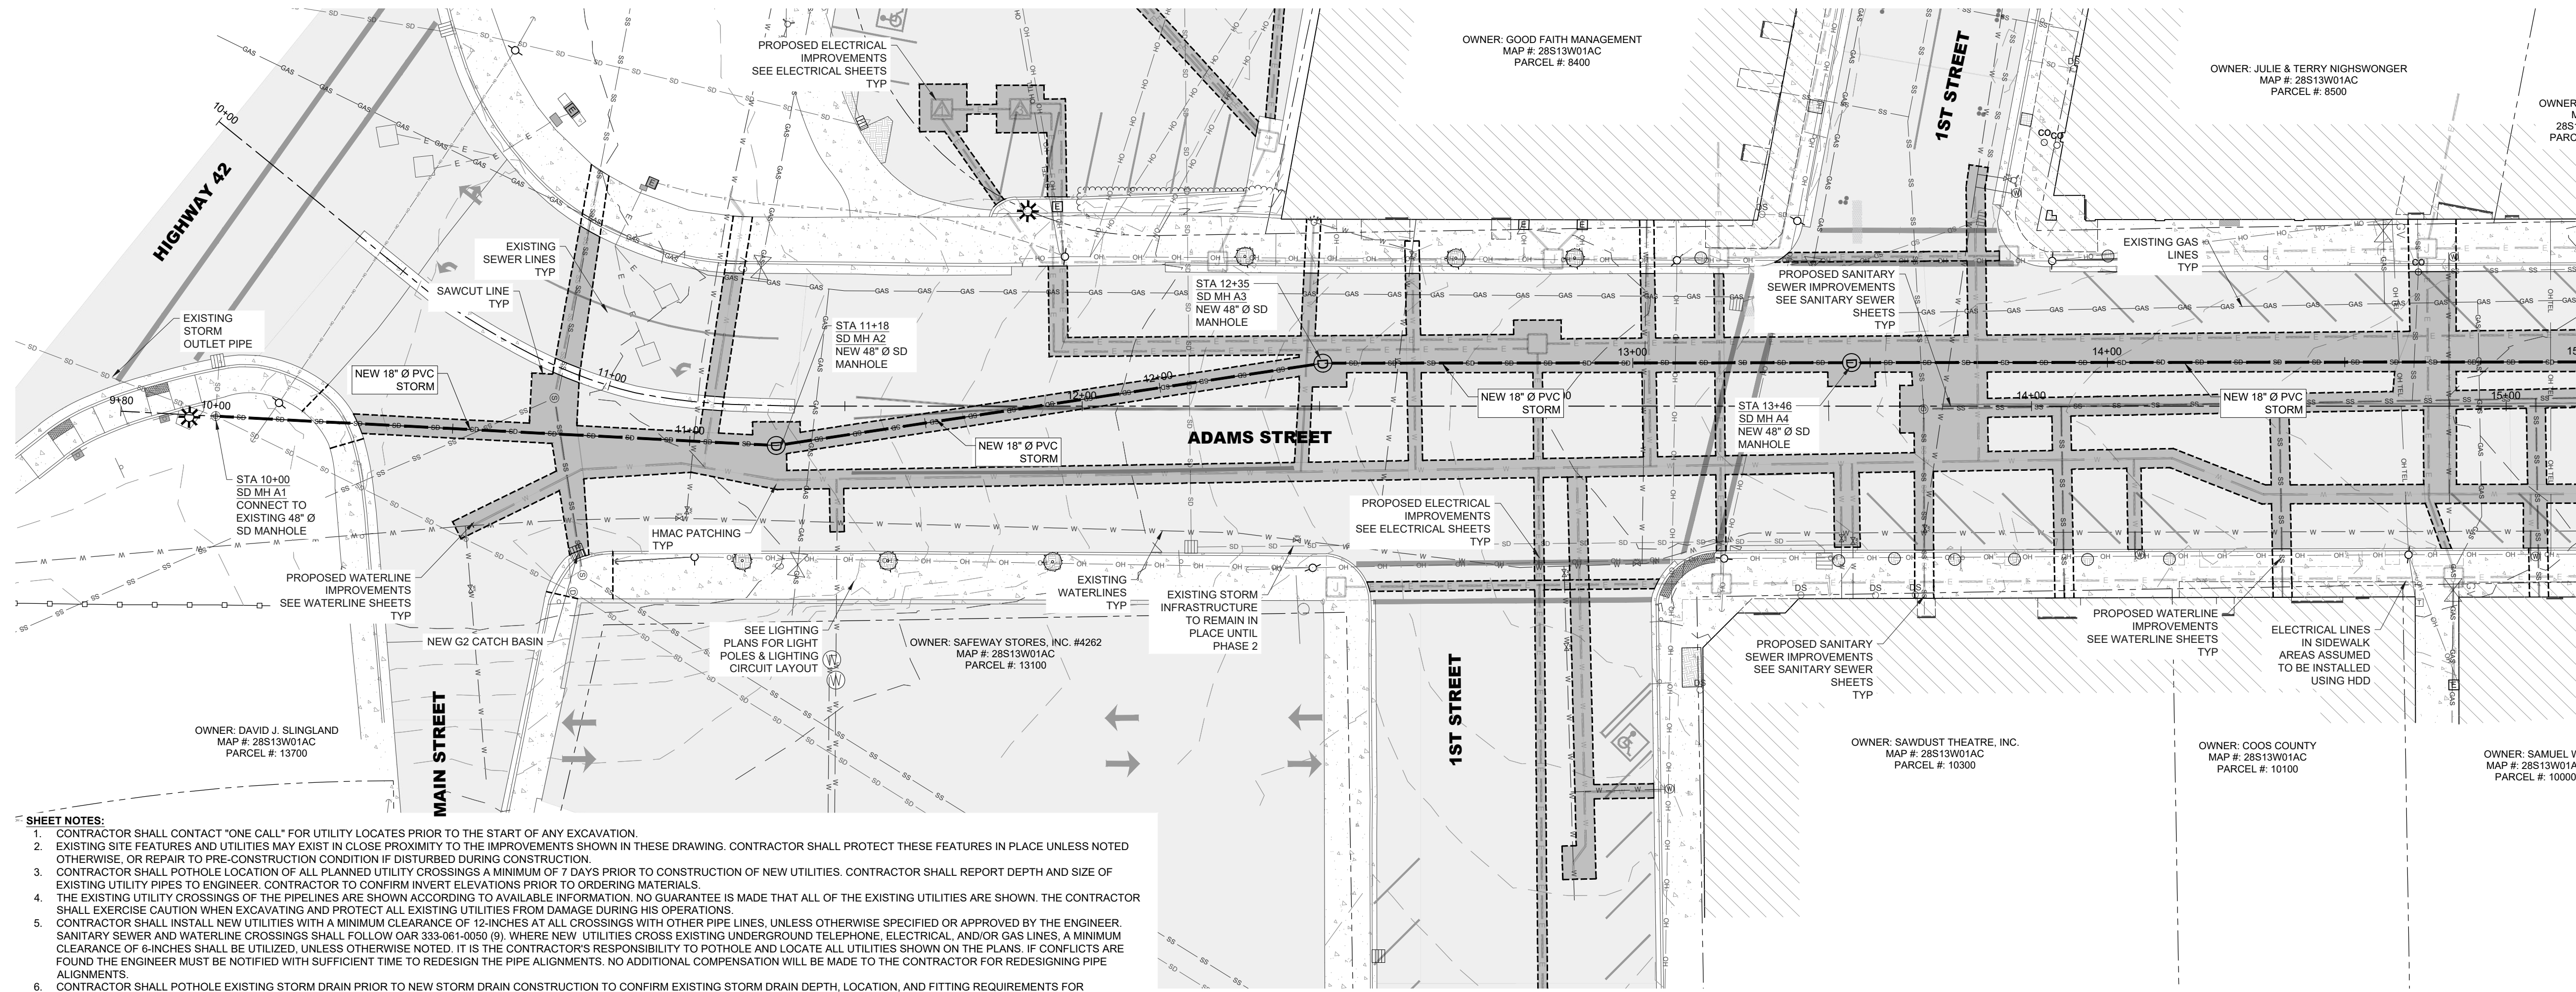 PROPOSED ELECTRICAL
IMPROVEMENTS
SEE ELECTRICAL SHEETS
TYP
OWNER: GOOD FAITH MANAGEMENT
MAP #: 28S13W01AC
PARCEL #: 8400
1ST STREET
OWNER: JULIE & TERRY NIGHSWONGER
MAP #: 28S13W01AC
PARCEL #: 8500
10+00
HIGHWAY 42
EXISTING
SEWER LINES
TYP
SAWCUT LINE
TYP
EXISTING
STORM
OUTLET PIPE
NEW 18" Ø PVC
STORM
9+80
10+00
11+00
11+00
STA 11+18
SD MH A2
NEW 48" Ø SD
MANHOLE
STA 12+35
SD MH A3
NEW 48" Ø SD
MANHOLE
12+00
12+00
13+00
NEW 18" Ø PVC
STORM
NEW 18" Ø PVC
STORM
ADAMS STREET
PROPOSED SANITARY
SEWER IMPROVEMENTS
SEE SANITARY SEWER
SHEETS
TYP
EXISTING GAS
LINES
TYP
14+00
14+00
15+00
STA 13+46
SD MH A4
NEW 48" Ø SD
MANHOLE
NEW 18" Ø PVC
STORM
STA 10+00
SD MH A1
CONNECT TO
EXISTING 48" Ø
SD MANHOLE
HMAC PATCHING
TYP
PROPOSED ELECTRICAL
IMPROVEMENTS
SEE ELECTRICAL SHEETS
TYP
PROPOSED WATERLINE
IMPROVEMENTS
SEE WATERLINE SHEETS
TYP
NEW G2 CATCH BASIN
SEE LIGHTING
PLANS FOR LIGHT
POLES & LIGHTING
CIRCUIT LAYOUT
EXISTING
WATERLINES
TYP
EXISTING STORM
INFRASTRUCTURE
TO REMAIN IN
PLACE UNTIL
PHASE 2
OWNER: SAFEWAY STORES, INC. #4262
MAP #: 28S13W01AC
PARCEL #: 13100
PROPOSED SANITARY
SEWER IMPROVEMENTS
SEE SANITARY SEWER
SHEETS
TYP
PROPOSED WATERLINE
IMPROVEMENTS
SEE WATERLINE SHEETS
TYP
ELECTRICAL LINES
IN SIDEWALK
AREAS ASSUMED
TO BE INSTALLED
USING HDD
OWNER: DAVID J. SLINGLAND
MAP #: 28S13W01AC
PARCEL #: 13700
MAIN STREET
1ST STREET
OWNER: SAWDUST THEATRE, INC.
MAP #: 28S13W01AC
PARCEL #: 10300
OWNER: COOS COUNTY
MAP #: 28S13W01AC
PARCEL #: 10100
OWNER: SAMUEL
MAP #: 28S13W01A
PARCEL #: 10000
SHEET NOTES:
1. CONTRACTOR SHALL CONTACT "ONE CALL" FOR UTILITY LOCATES PRIOR TO THE START OF ANY EXCAVATION.
2. EXISTING SITE FEATURES AND UTILITIES MAY EXIST IN CLOSE PROXIMITY TO THE IMPROVEMENTS SHOWN IN THESE DRAWING. CONTRACTOR SHALL PROTECT THESE FEATURES IN PLACE UNLESS NOTED
OTHERWISE, OR REPAIR TO PRE-CONSTRUCTION CONDITION IF DISTURBED DURING CONSTRUCTION.
3. CONTRACTOR SHALL POTHOLE LOCATION OF ALL PLANNED UTILITY CROSSINGS A MINIMUM OF 7 DAYS PRIOR TO CONSTRUCTION OF NEW UTILITIES. CONTRACTOR SHALL REPORT DEPTH AND SIZE OF
EXISTING UTILITY PIPES TO ENGINEER. CONTRACTOR TO CONFIRM INVERT ELEVATIONS PRIOR TO ORDERING MATERIALS.
4. THE EXISTING UTILITY CROSSINGS OF THE PIPELINES ARE SHOWN ACCORDING TO AVAILABLE INFORMATION. NO GUARANTEE IS MADE THAT ALL OF THE EXISTING UTILITIES ARE SHOWN. THE CONTRACTOR
SHALL EXERCISE CAUTION WHEN EXCAVATING AND PROTECT ALL EXISTING UTILITIES FROM DAMAGE DURING HIS OPERATIONS.
5. CONTRACTOR SHALL INSTALL NEW UTILITIES WITH A MINIMUM CLEARANCE OF 12-INCHES AT ALL CROSSINGS WITH OTHER PIPE LINES, UNLESS OTHERWISE SPECIFIED OR APPROVED BY THE ENGINEER.
SANITARY SEWER AND WATERLINE CROSSINGS SHALL FOLLOW OAR 333-061-0050 (9). WHERE NEW UTILITIES CROSS EXISTING UNDERGROUND TELEPHONE, ELECTRICAL, AND/OR GAS LINES, A MINIMUM
CLEARANCE OF 6-INCHES SHALL BE UTILIZED, UNLESS OTHERWISE NOTED. IT IS THE CONTRACTOR'S RESPONSIBILITY TO POTHOLE AND LOCATE ALL UTILITIES SHOWN ON THE PLANS. IF CONFLICTS ARE
FOUND THE ENGINEER MUST BE NOTIFIED WITH SUFFICIENT TIME TO REDESIGN THE PIPE ALIGNMENTS. NO ADDITIONAL COMPENSATION WILL BE MADE TO THE CONTRACTOR FOR REDESIGNING PIPE
ALIGNMENTS.
6. CONTRACTOR SHALL POTHOLE EXISTING STORM DRAIN PRIOR TO NEW STORM DRAIN CONSTRUCTION TO CONFIRM EXISTING STORM DRAIN DEPTH, LOCATION, AND FITTING REQUIREMENTS FOR